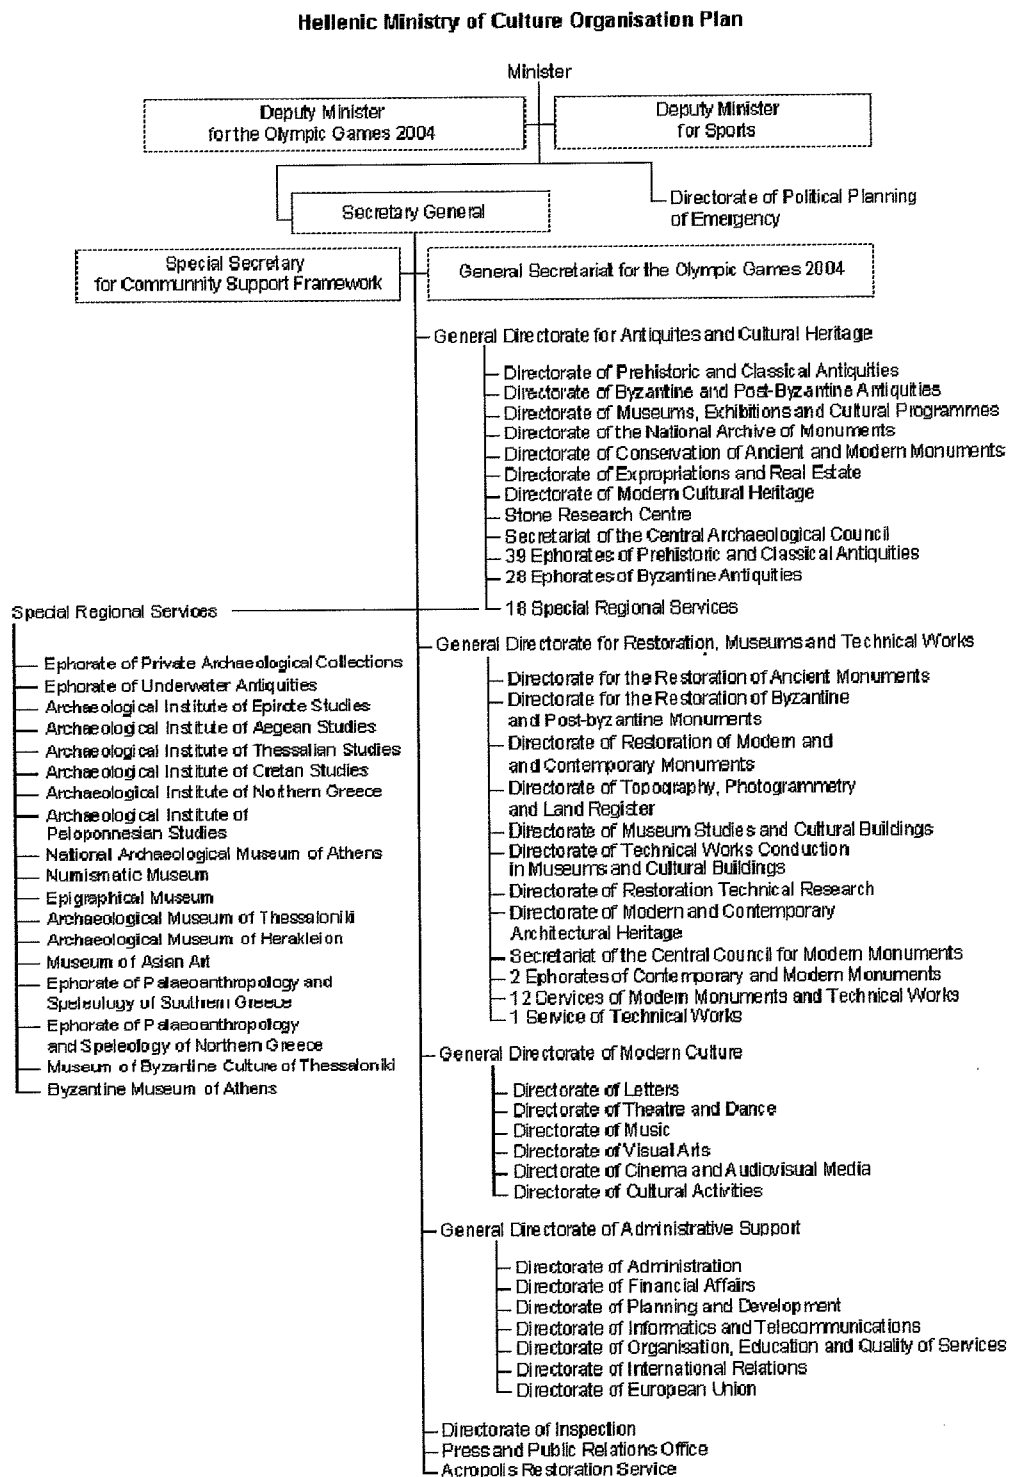 Hellenic Ministry of Culture Organisation Plan
Minister
Deputy Minister
for the Olympic Games 2004
Deputy Minister
for Sports
Secretary General
Directorate of Political Planning
of Emergency
Special Secretary
for Communnity Support Framework
General Secretariat for the Olympic Games 2004
General Directorate for Antiquites and Cultural Heritage
Directorate of Prehistoric and Classical Antiquities
Directorate of Byzantine and Post-Byzantine Antiquities
Directorate of Museums, Exhibitions and Cultural Programmes
Directorate of the National Archive of Monuments
Directorate of Conservation of Ancient and Modern Monuments
Directorate of Expropriations and Real Estate
Directorate of Modern Cultural Heritage
Stone Research Centre
Secretariat of the Central Archaeological Council
39 Ephorates of Prehistoric and Classical Antiquities
28 Ephorates of Byzantine Antiquities
18 Special Regional Services
Special Regional Services
Ephorate of Private Archaeological Collections
Ephorate of Underwater Antiquities
Archaeological Institute of Epirote Studies
Archaeological Institute of Aegean Studies
Archaeological Institute of Thessalian Studies
Archaeological Institute of Cretan Studies
Archaeological Institute of Northern Greece
Archaeological Institute of
Peloponnesian Studies
National Archaeological Museum of Athens
Numismatic Museum
Epigraphical Museum
Archaeological Museum of Thessaloniki
Archaeological Museum of Herakleion
Museum of Asian Art
Ephorate of Palaeoanthropology and
Speleology of Southern Greece
Ephorate of Palaeoanthropology
and Speleology of Northern Greece
Museum of Byzantine Culture of Thessaloniki
Byzantine Museum of Athens
General Directorate for Restoration, Museums and Technical Works
Directorate for the Restoration of Ancient Monuments
Directorate for the Restoration of Byzantine
and Post-byzantine Monuments
Directorate of Restoration of Modern and
and Contemporary Monuments
Directorate of Topography, Photogrammetry
and Land Register
Directorate of Museum Studies and Cultural Buildings
Directorate of Technical Works Conduction
in Museums and Cultural Buildings
Directorate of Restoration Technical Research
Directorate of Modern and Contemporary
Architectural Heritage
Secretariat of the Central Council for Modern Monuments
2 Ephorates of Contemporary and Modern Monuments
12 Services of Modern Monuments and Technical Works
1 Service of Technical Works
General Directorate of Modern Culture
Directorate of Letters
Directorate of Theatre and Dance
Directorate of Music
Directorate of Visual Arts
Directorate of Cinema and Audiovisual Media
Directorate of Cultural Activities
General Directorate of Administrative Support
Directorate of Administration
Directorate of Financial Affairs
Directorate of Planning and Development
Directorate of Informatics and Telecommunications
Directorate of Organisation, Education and Quality of Services
Directorate of International Relations
Directorate of European Union
Directorate of Inspection
Press and Public Relations Office
Acropolis Restoration Service